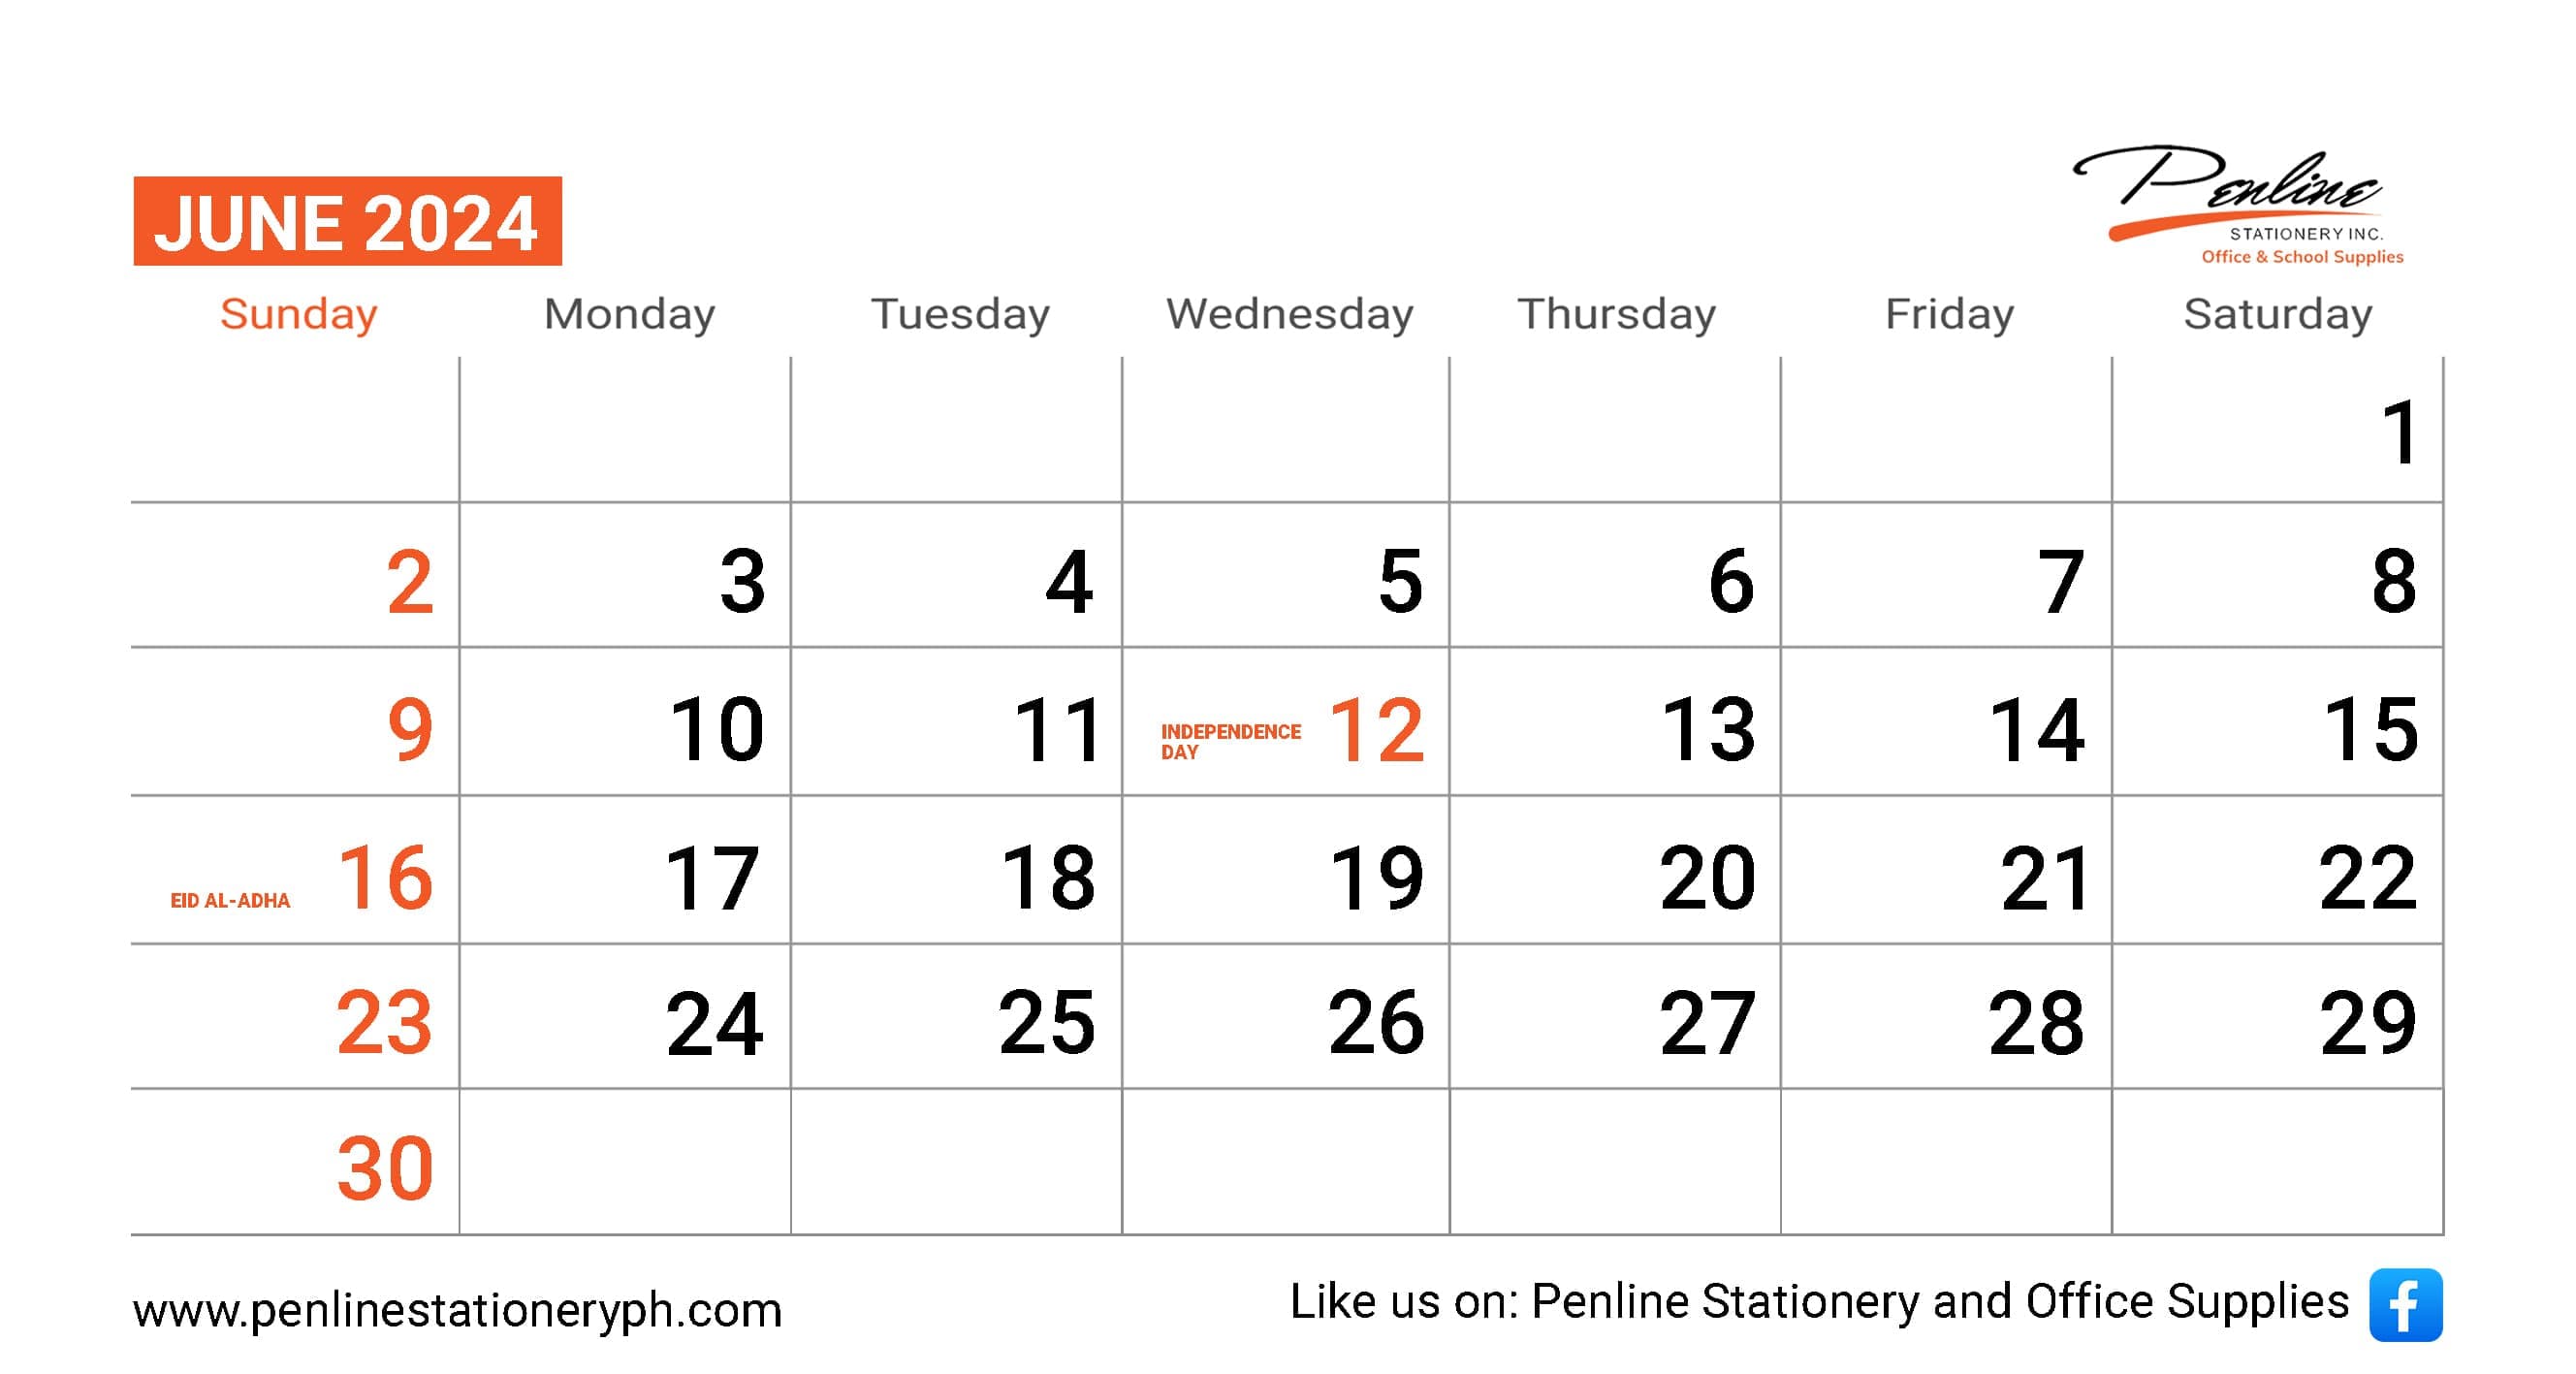 JUNE 2024
Penline
STATIONERY INC.
Office & School Supplies
Sunday Monday Tuesday Wednesday Thursday Friday Saturday
1
2 3 4 5 6 7 8
9 10 11 INDEPENDENCE DAY 12 13 14 15
EID AL-ADHA 16 17 18 19 20 21 22
23 24 25 26 27 28 29
30
www.penlinestationeryph.com
Like us on: Penline Stationery and Office Supplies